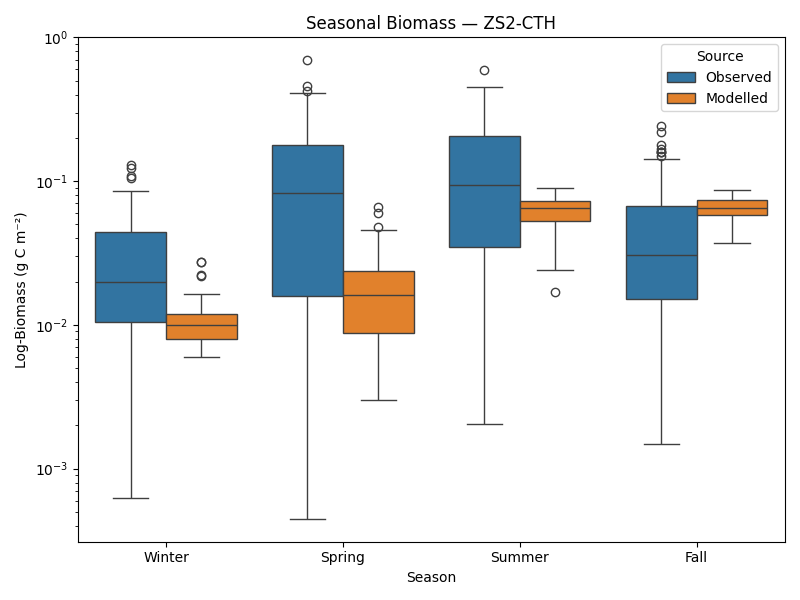 Seasonal Biomass — ZS2-CTH
Source
Observed
Modelled
Log-Biomass (g C m⁻²)
10⁰
10⁻¹
10⁻²
10⁻³
Winter Spring Summer Fall
Season